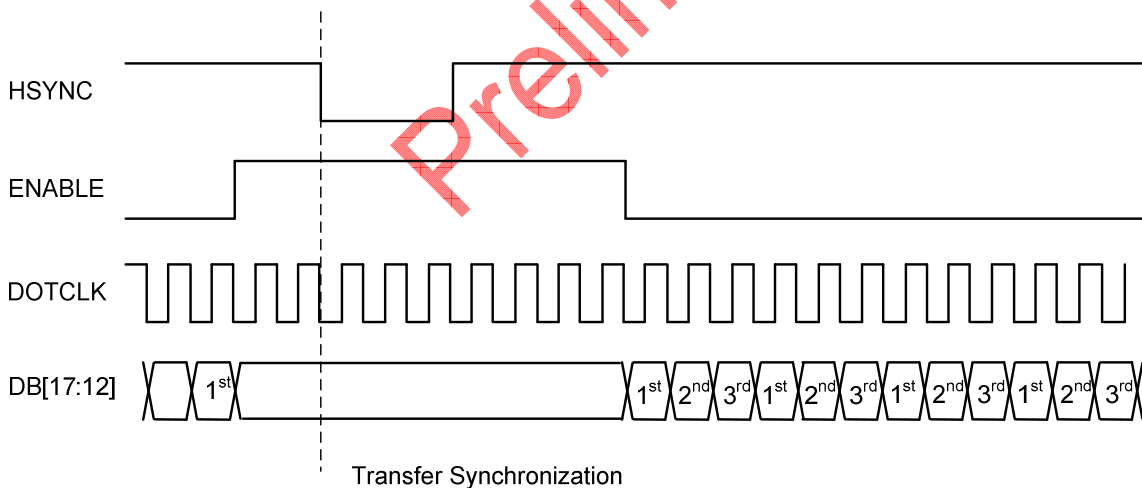 HSYNC
ENABLE
DOTCLK
DB[17:12] 1st 1st 2nd 3rd 1st 2nd 3rd 1st 2nd 3rd 1st 2nd 3rd
Transfer Synchronization